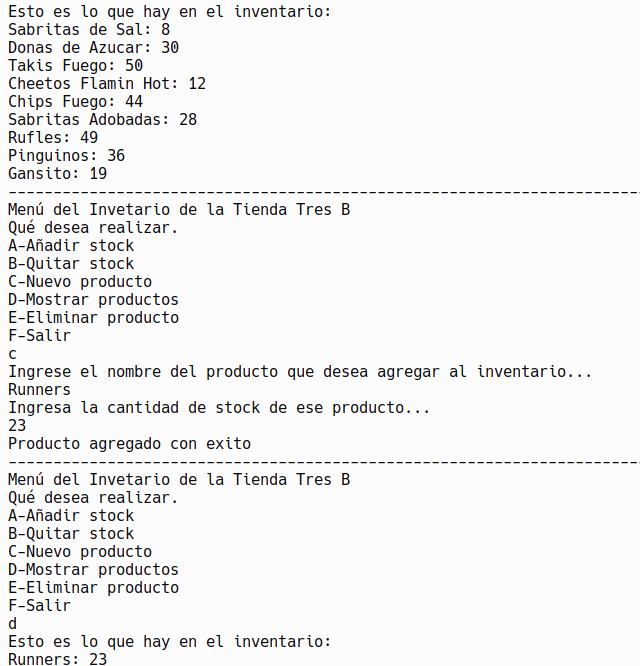 Esto es lo que hay en el inventario:
Sabritas de Sal: 8
Donas de Azucar: 30
Takis Fuego: 50
Cheetos Flamin Hot: 12
Chips Fuego: 44
Sabritas Adobadas: 28
Rufles: 49
Pinguinos: 36
Gansito: 19
-----------------------------------------------------------------------
Menú del Invetario de la Tienda Tres B
Qué desea realizar.
A-Añadir stock
B-Quitar stock
C-Nuevo producto
D-Mostrar productos
E-Eliminar producto
F-Salir
c
Ingrese el nombre del producto que desea agregar al inventario...
Runners
Ingresa la cantidad de stock de ese producto...
23
Producto agregado con exito
-----------------------------------------------------------------------
Menú del Invetario de la Tienda Tres B
Qué desea realizar.
A-Añadir stock
B-Quitar stock
C-Nuevo producto
D-Mostrar productos
E-Eliminar producto
F-Salir
d
Esto es lo que hay en el inventario:
Runners: 23